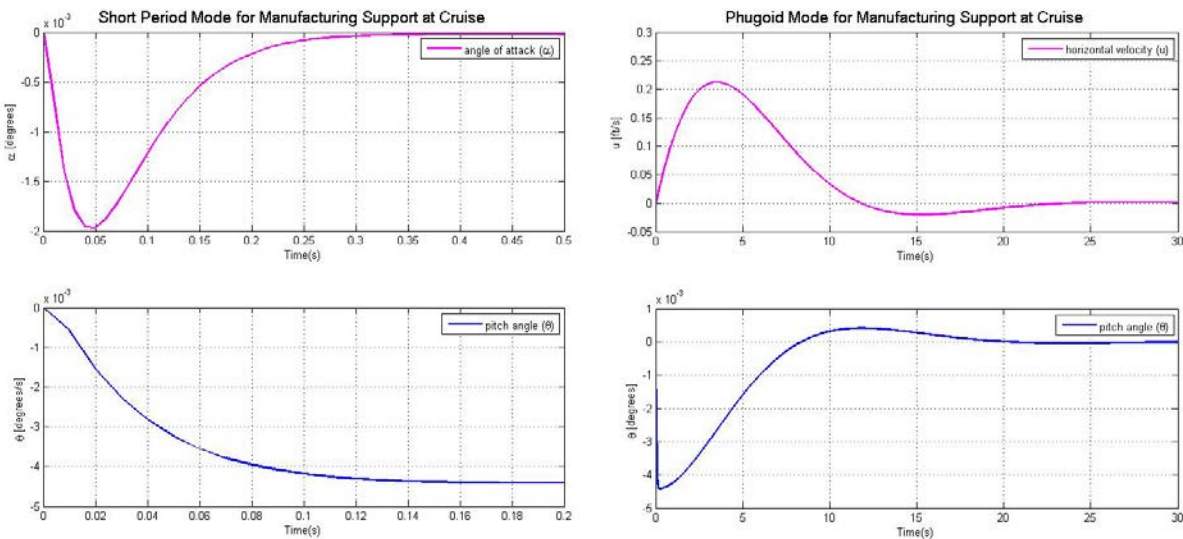 Short Period Mode for Manufacturing Support at Cruise
x 10⁻³
0
-0.5
-1
-1.5
-2
α [degrees]
angle of attack (α)
0 0.05 0.1 0.15 0.2 0.25 0.3 0.35 0.4 0.45 0.5
Time(s)
x 10⁻³
0
-1
-2
-3
-4
-5
θ [degrees/s]
pitch angle (θ)
0 0.02 0.04 0.06 0.08 0.1 0.12 0.14 0.16 0.18 0.2
Time(s)
Phugoid Mode for Manufacturing Support at Cruise
0.3
0.25
0.2
0.15
0.1
0.05
0
-0.05
u [ft/s]
horizontal velocity (u)
0 5 10 15 20 25 30
Time(s)
x 10⁻³
1
0
-1
-2
-3
-4
-5
θ [degrees]
pitch angle (θ)
0 5 10 15 20 25 30
Time(s)